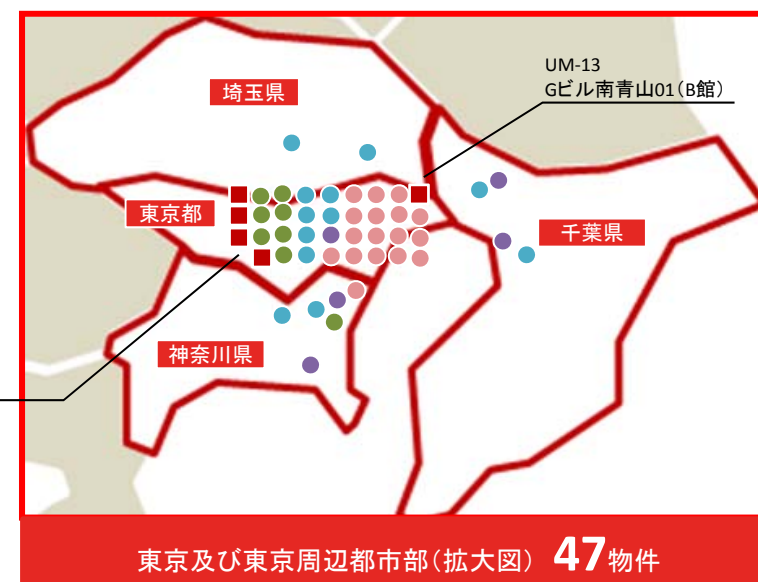 UM-13
Gビル南青山01(B館)
埼玉県
東京都
千葉県
神奈川県
東京及び東京周辺都市部(拡大図) 47物件